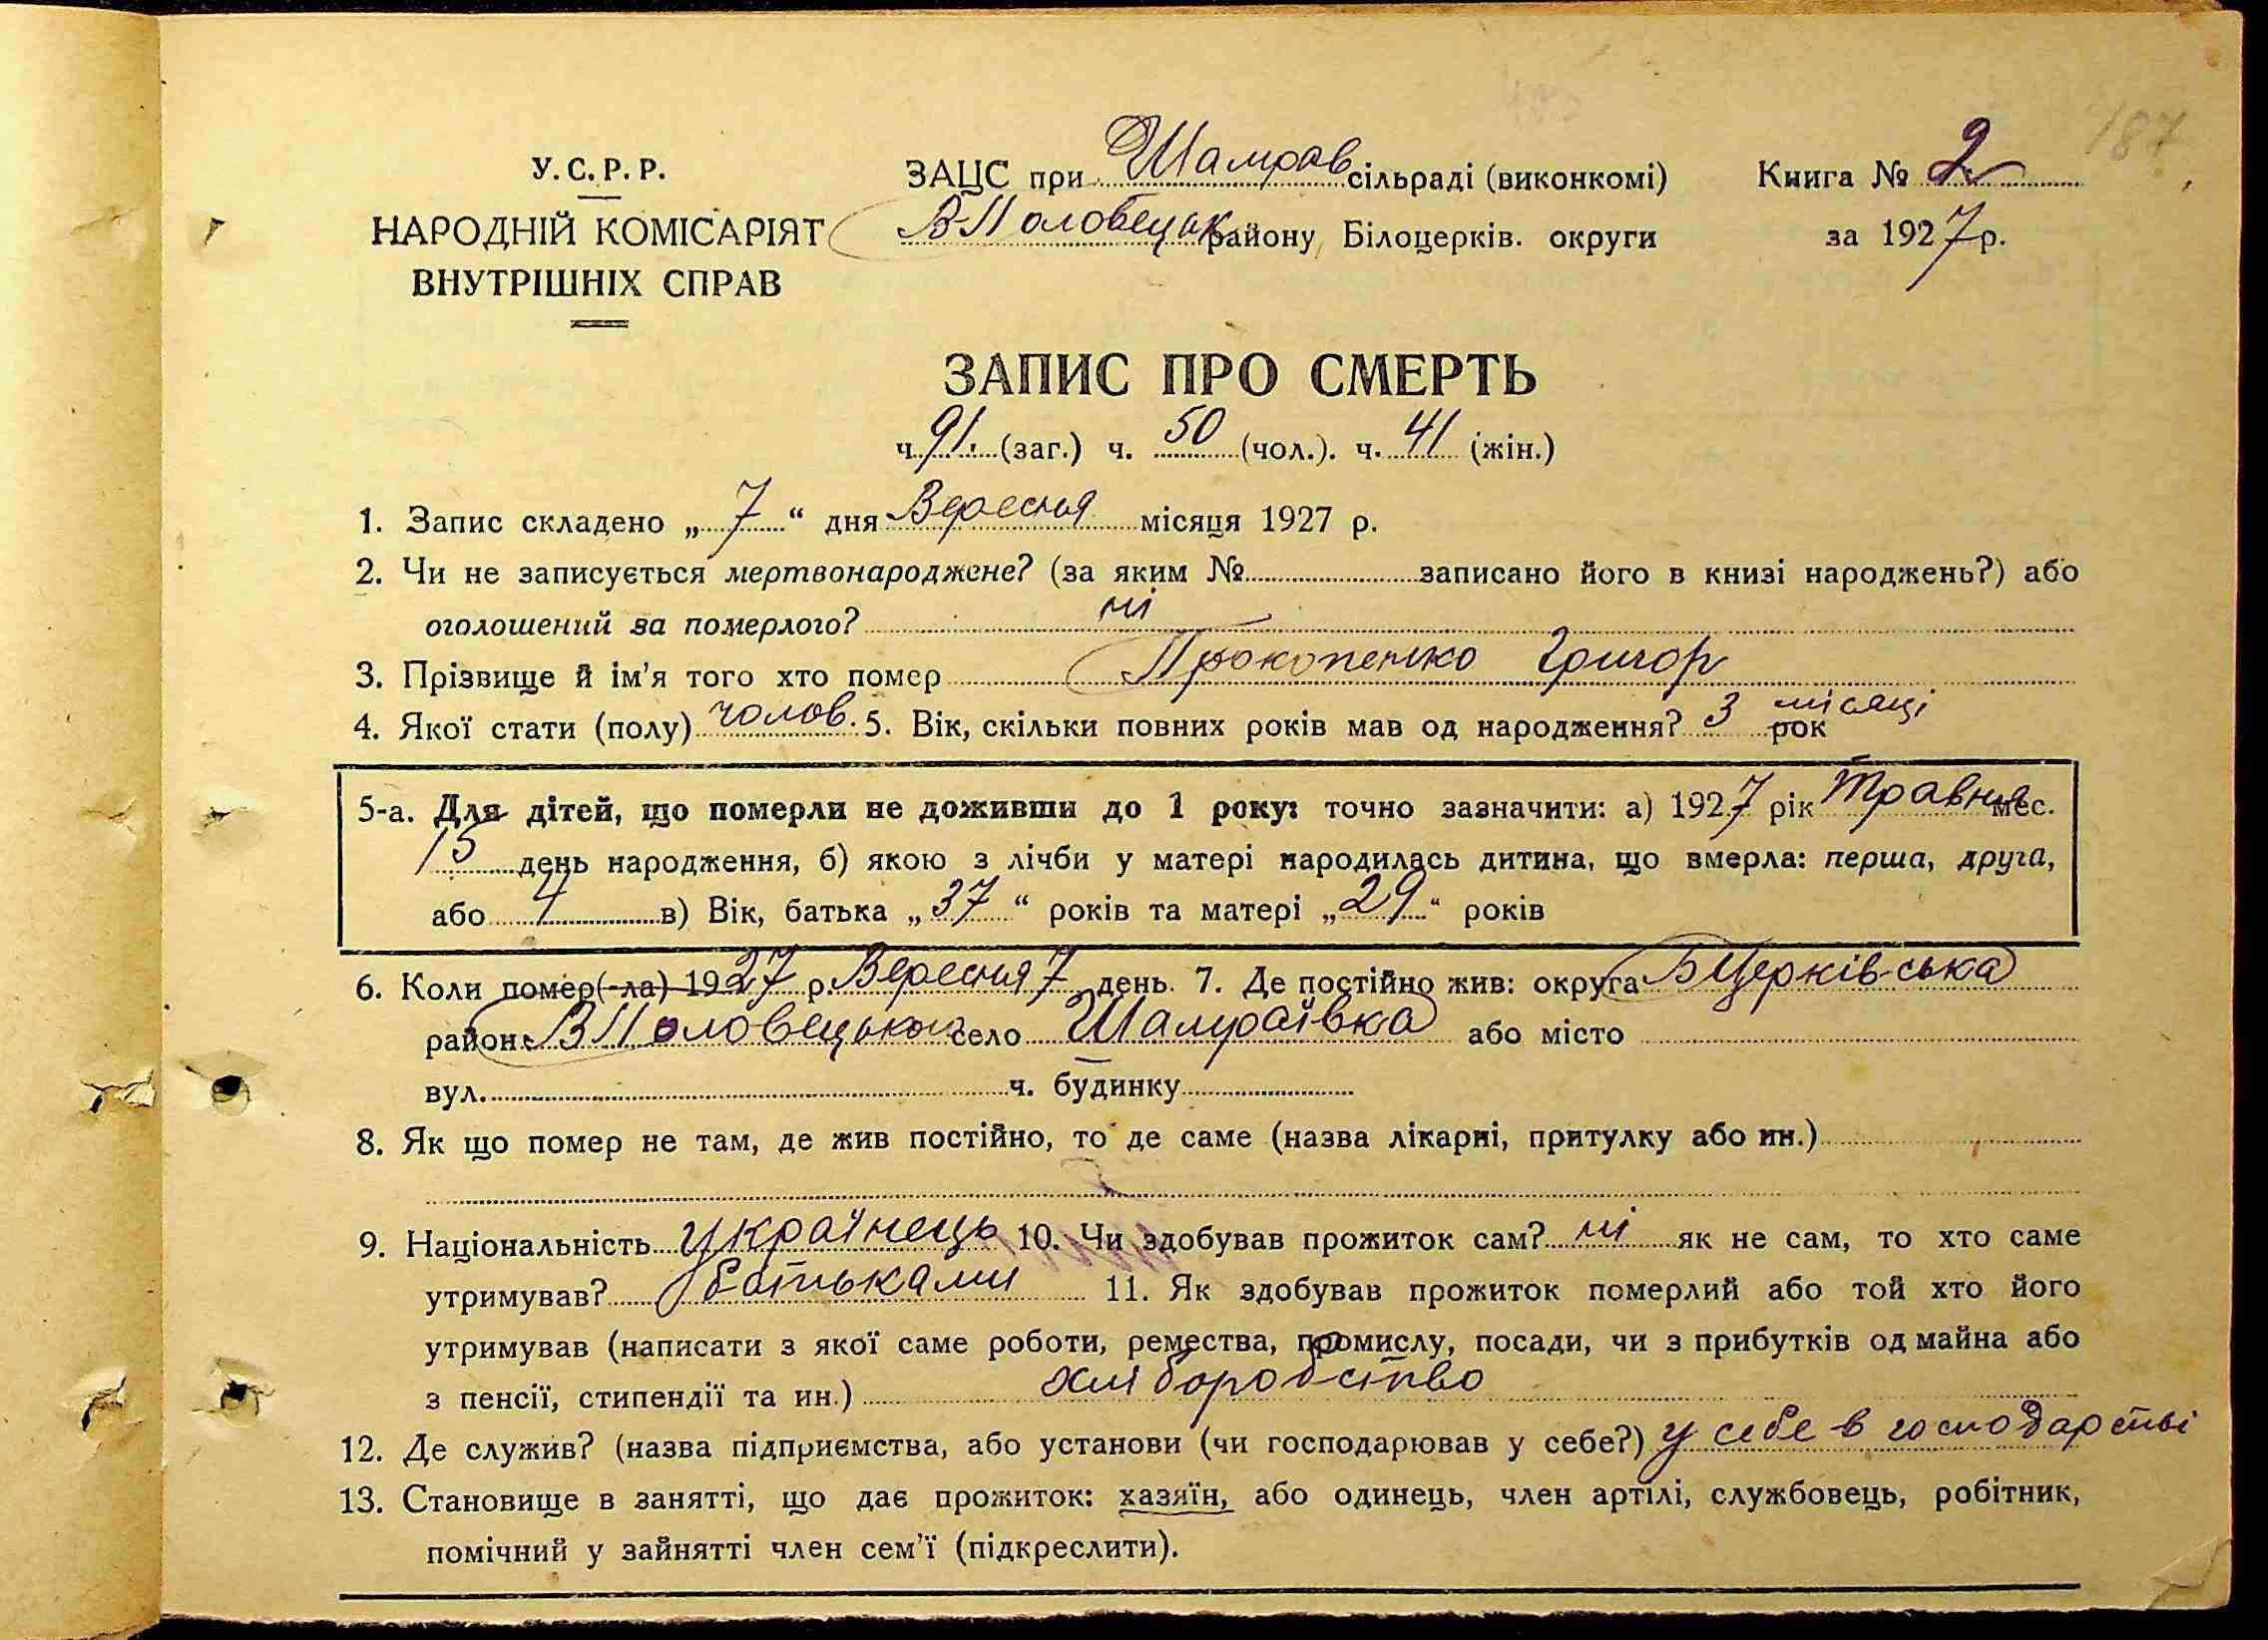 187
У.С.Р.Р.
НАРОДНІЙ КОМІСАРІЯТ
ВНУТРІШНІХ СПРАВ
ЗАЦС при Шамраїв сільраді (виконкомі)
В-Половецьк району, Білоцерків. округи
Книга № 2
за 1927 р.
ЗАПИС ПРО СМЕРТЬ
ч. 91. (заг.) ч. 50 (чол.). ч. 41 (жін.)
1. Запис складено „ 7 “ дня Вересня місяця 1927 р.
2. Чи не записується мертвонароджене? (за яким № записано його в книзі народжень?) або
оголошений за померлого? ні
3. Прізвище й ім'я того хто помер Прокопенко Григор
4. Якої стати (полу) чолов. 5. Вік, скільки повних років мав од народження? 3 рок місяці
5-а. Для дітей, що померли не доживши до 1 року: точно зазначити: а) 1927 рік Травня мес.
15 день народження, б) якою з лічби у матері народилась дитина, що вмерла: перша, друга,
або 4 в) Вік, батька „ 37 “ років та матері „ 29 “ років
6. Коли помер(-ла) 1927 р. Вересня 7 день. 7. Де постійно жив: округа Б Церківська
район: В Половецький село Шамраївка або місто
вул. ч. будинку
8. Як що помер не там, де жив постійно, то де саме (назва лікарні, притулку або ин.)
9. Національність українець 10. Чи здобував прожиток сам? ні як не сам, то хто саме
утримував? батьками 11. Як здобував прожиток померлий або той хто його
утримував (написати з якої саме роботи, ремества, промислу, посади, чи з прибутків од майна або
з пенсії, стипендії та ин.) хліборобство
12. Де служив? (назва підприємства, або установи (чи господарював у себе?) у себе в господарстві
13. Становище в занятті, що дає прожиток: хазяїн, або одинець, член артілі, службовець, робітник,
помічний у зайнятті член сем'ї (підкреслити).